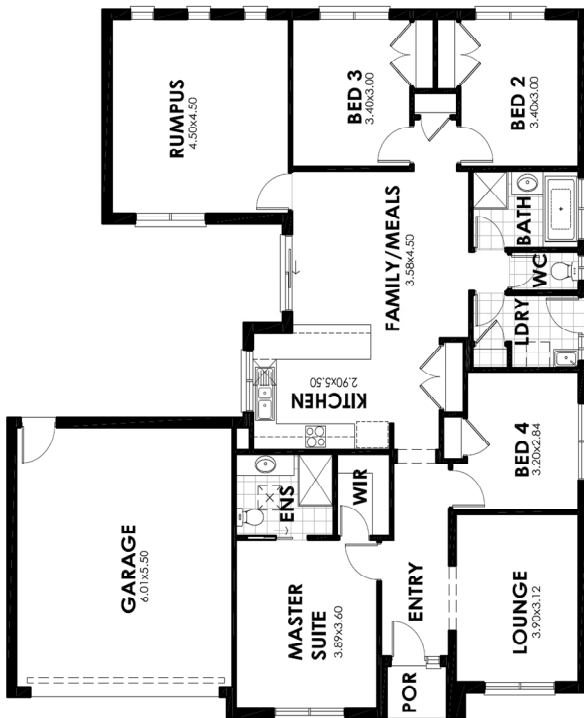 RUMPUS
4.50x4.50
BED 3
3.40x3.00
BED 2
3.40x3.00
FAMILY/MEALS
3.58x4.50
BATH
WC
LDRY
KITCHEN
2.90x5.50
BED 4
3.20x2.84
GARAGE
6.01x5.50
ENS
WIR
MASTER
SUITE
3.89x3.60
ENTRY
LOUNGE
3.90x3.12
POR